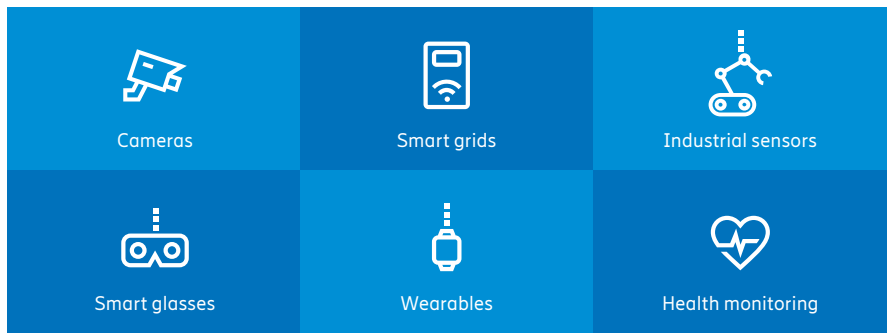 Cameras
Smart grids
Industrial sensors
Smart glasses
Wearables
Health monitoring